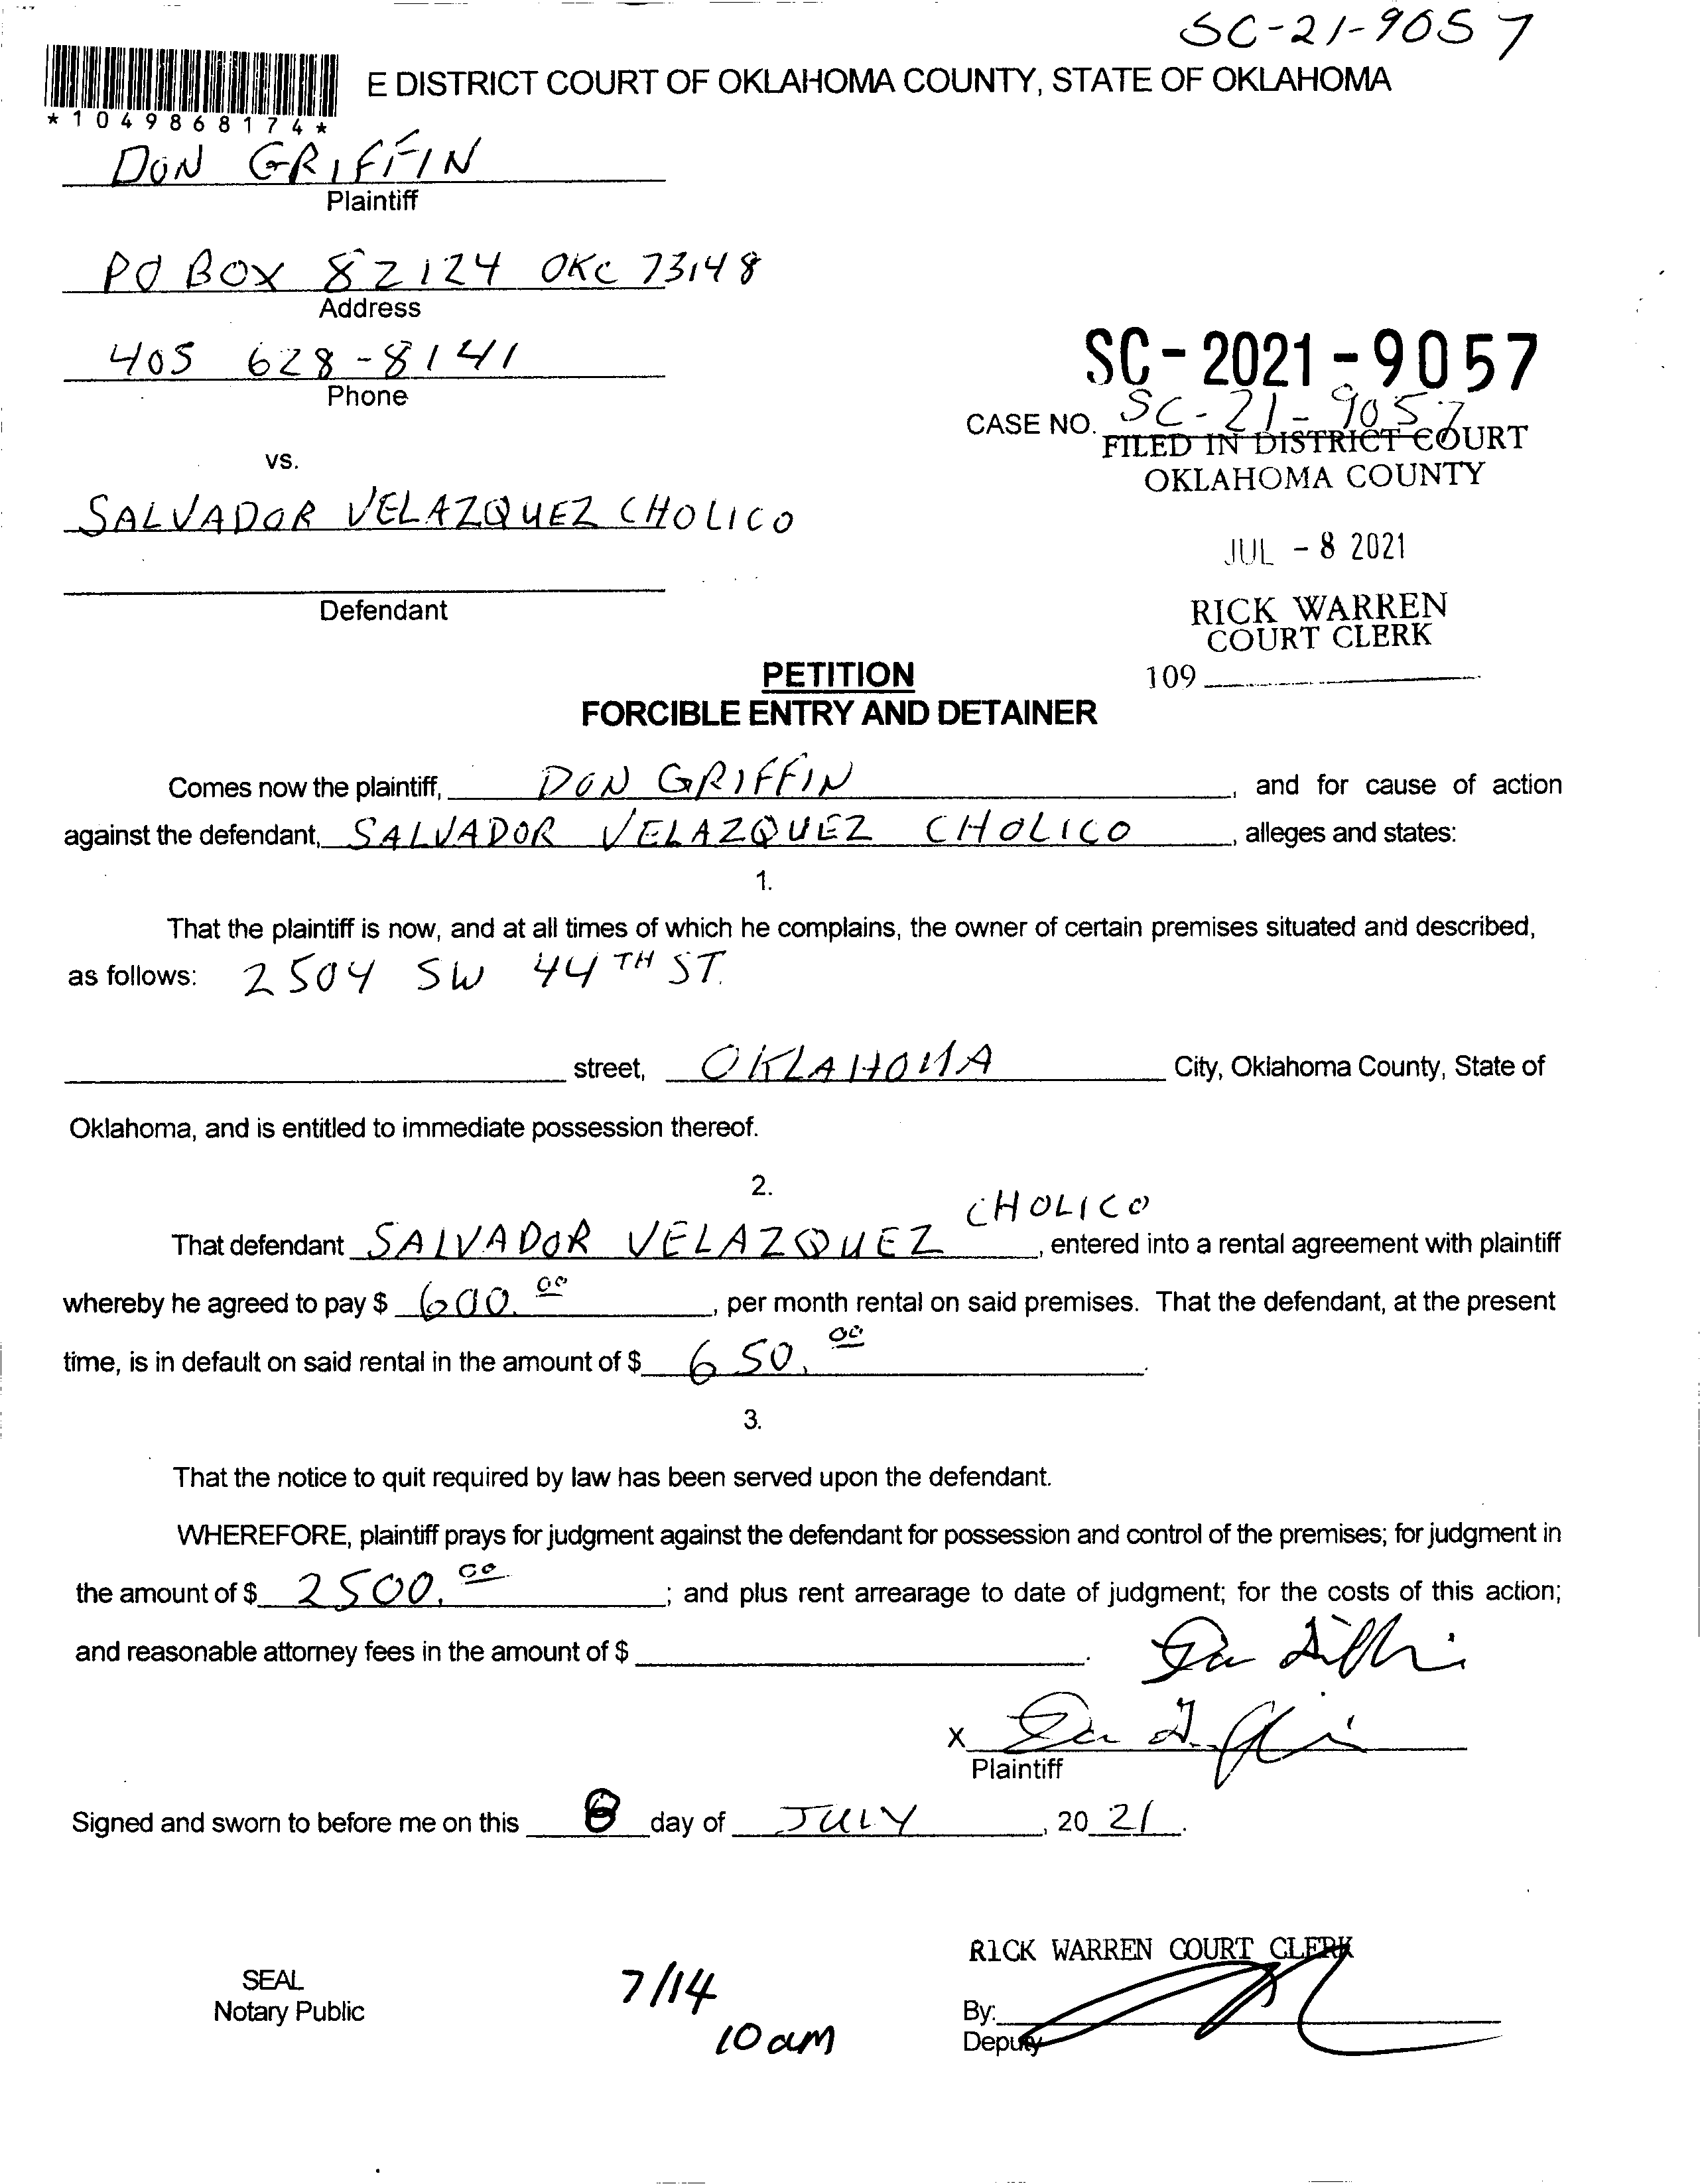 SC-21-9057
E DISTRICT COURT OF OKLAHOMA COUNTY, STATE OF OKLAHOMA
*1049868174*
DON GRIFFIN
Plaintiff
PO BOX 82124 OKC 73148
Address
405 628-8141
Phone
SC-2021-9057
CASE NO. SC-21-9057
FILED IN DISTRICT COURT
OKLAHOMA COUNTY
vs.
SALVADOR VELAZQUEZ CHOLICO
JUL - 8 2021
Defendant
RICK WARREN
COURT CLERK
109
PETITION
FORCIBLE ENTRY AND DETAINER
Comes now the plaintiff, DON GRIFFIN, and for cause of action
against the defendant, SALVADOR VELAZQUEZ CHOLICO, alleges and states:
1.
That the plaintiff is now, and at all times of which he complains, the owner of certain premises situated and described,
as follows: 2504 SW 44TH ST.
street, OKLAHOMA City, Oklahoma County, State of
Oklahoma, and is entitled to immediate possession thereof.
2.
CHOLICO
That defendant SALVADOR VELAZQUEZ, entered into a rental agreement with plaintiff
whereby he agreed to pay $ 600.00, per month rental on said premises. That the defendant, at the present
time, is in default on said rental in the amount of $ 650.00.
3.
That the notice to quit required by law has been served upon the defendant.
WHEREFORE, plaintiff prays for judgment against the defendant for possession and control of the premises; for judgment in
the amount of $ 2500.00; and plus rent arrearage to date of judgment; for the costs of this action;
and reasonable attorney fees in the amount of $ .
X
Plaintiff
Signed and sworn to before me on this 8 day of JULY, 2021.
RICK WARREN COURT CLERK
SEAL
Notary Public
7/14
10 am
By:
Deputy